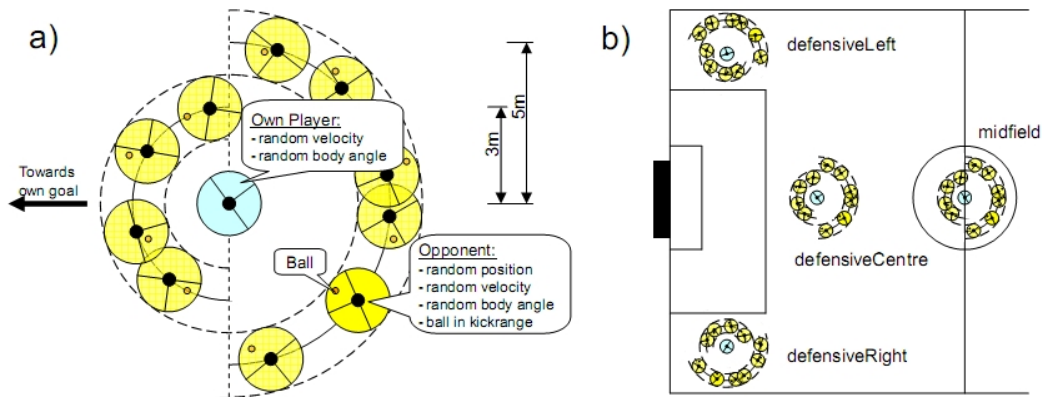 a)
Own Player:
- random velocity
- random body angle
Towards
own goal
3m
5m
Ball
Opponent:
- random position
- random velocity
- random body angle
- ball in kickrange
b)
defensiveLeft
midfield
defensiveCentre
defensiveRight